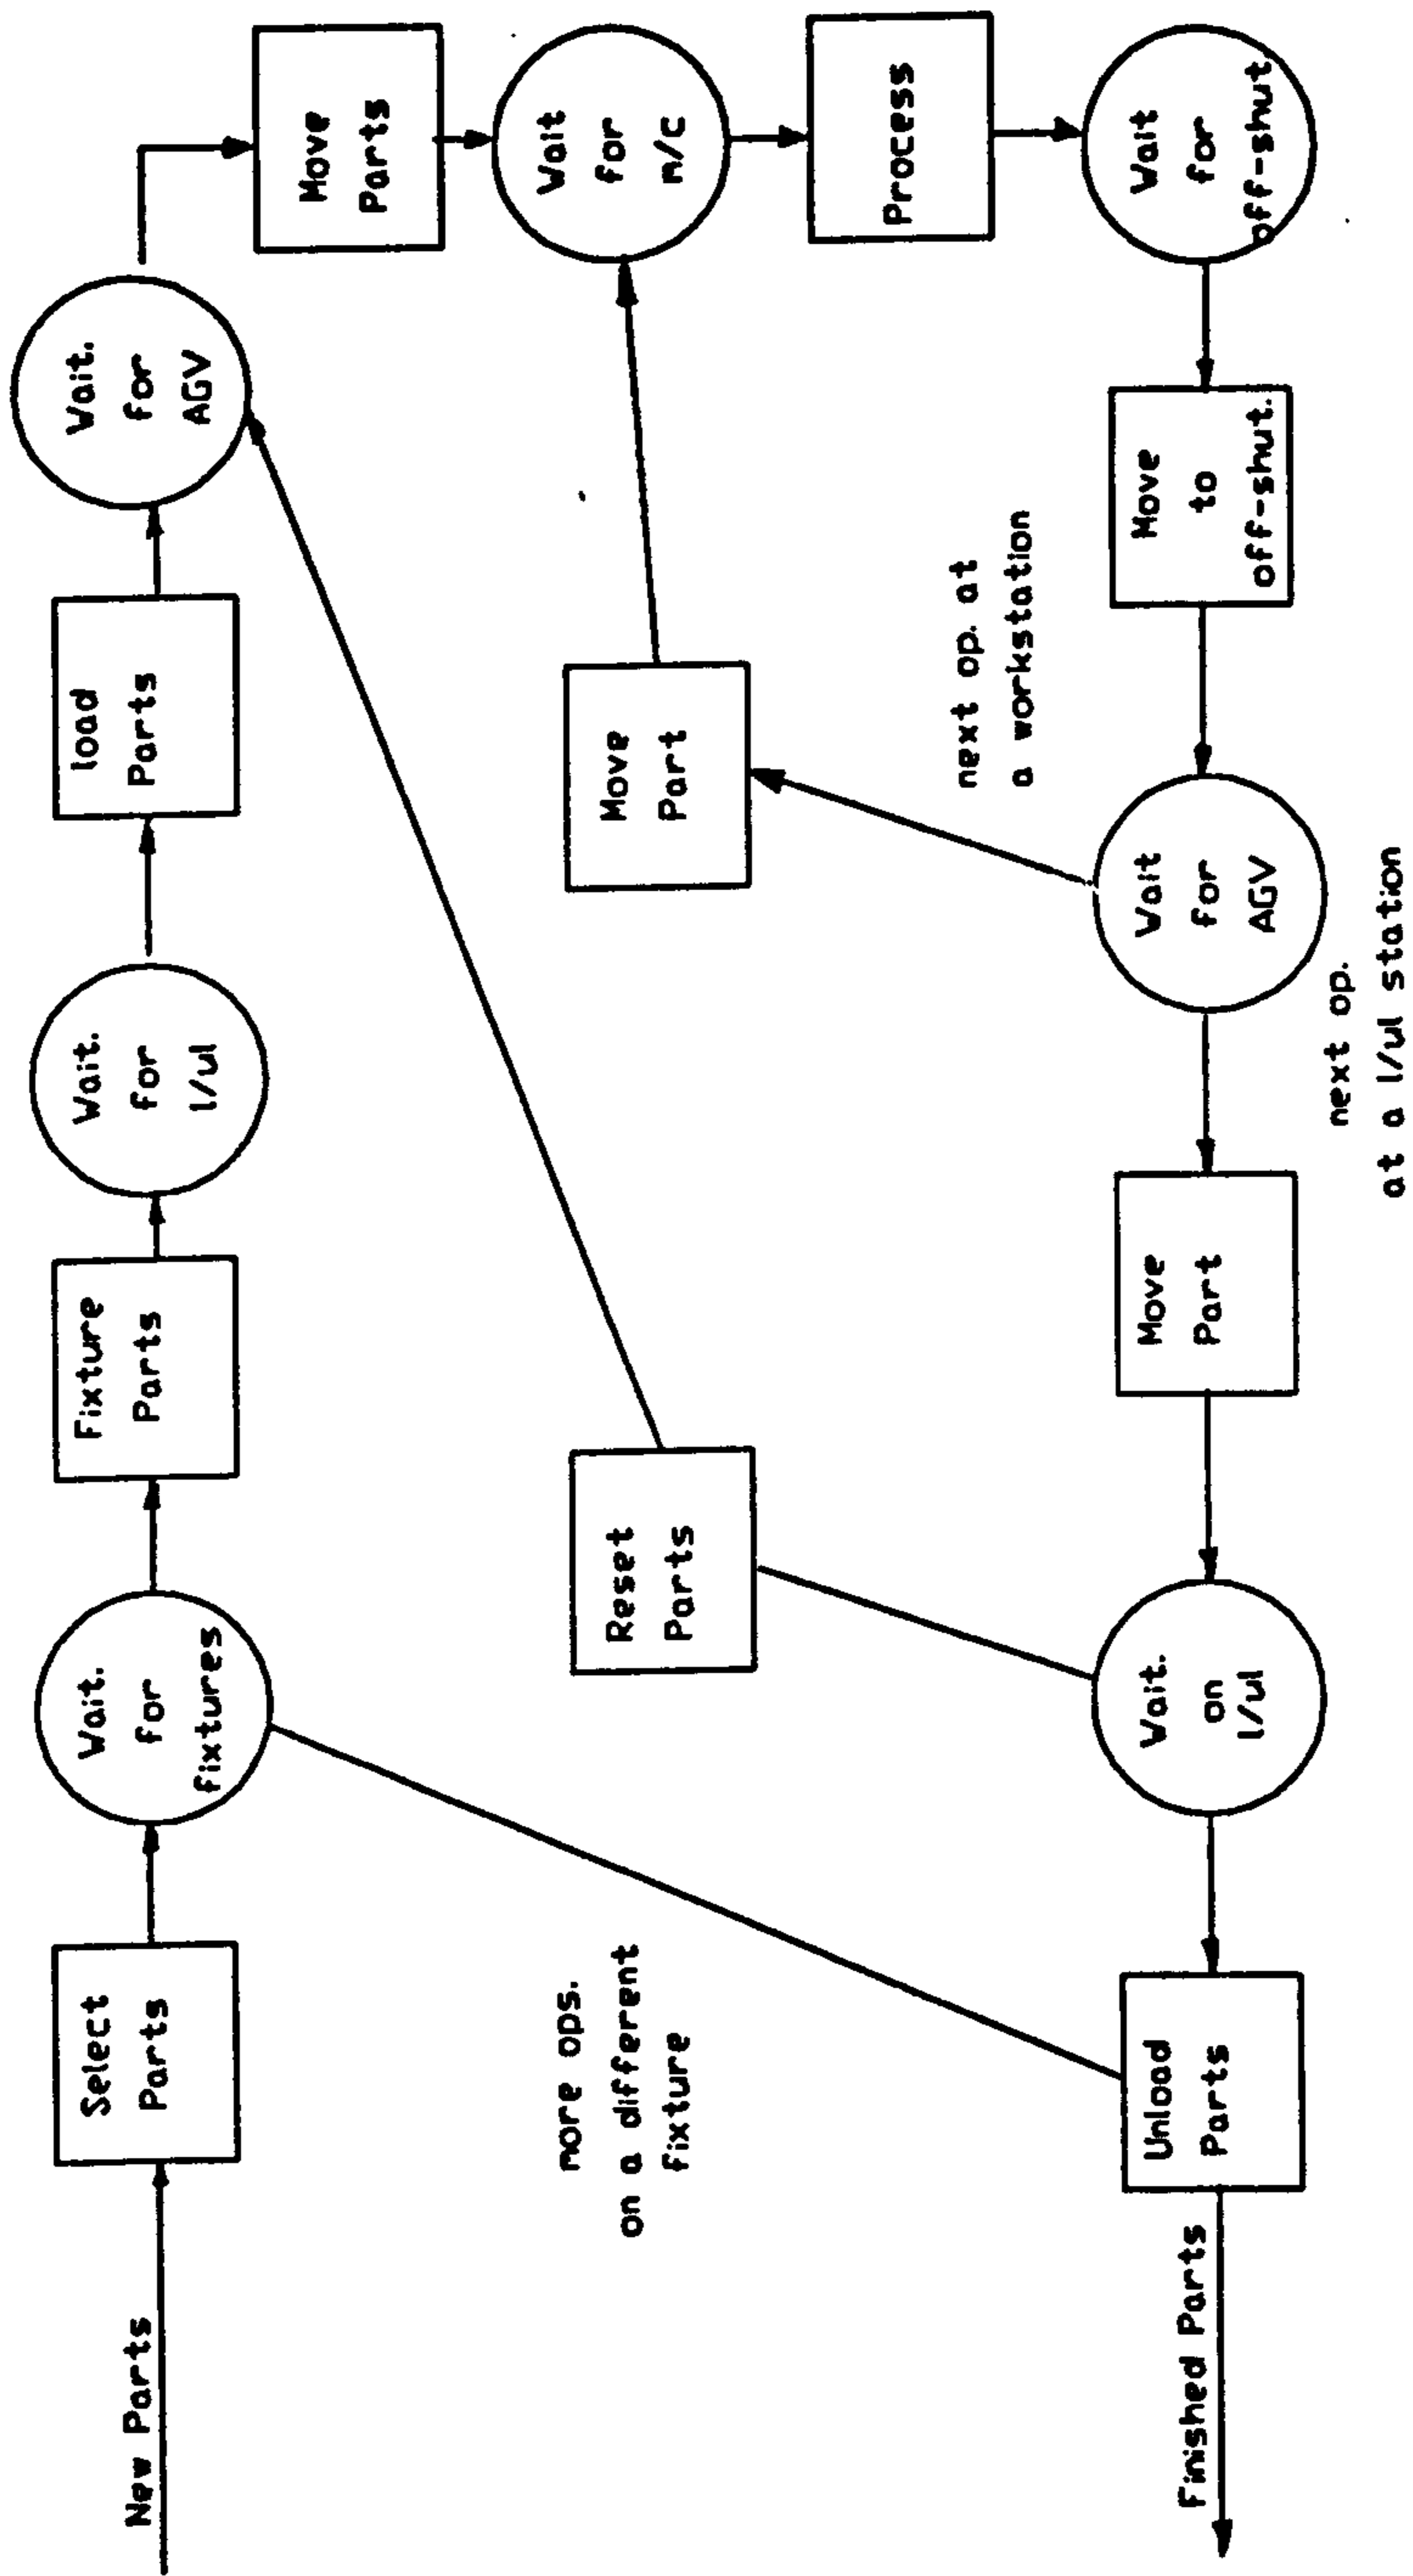 New Parts
Select
Parts
Wait.
for
fixtures
Fixture
Parts
Wait.
for
l/ul
load
Parts
Wait.
for
AGV
Move
Parts
Wait
for
m/c
Process
Wait
for
off-shut.
Move
to
off-shut.
Wait
for
AGV
next op. at
a workstation
Move
Part
next op.
at a l/ul station
Move
Part
Wait.
on
l/ul
Reset
Parts
Unload
Parts
more ops.
on a different
fixture
Finished Parts